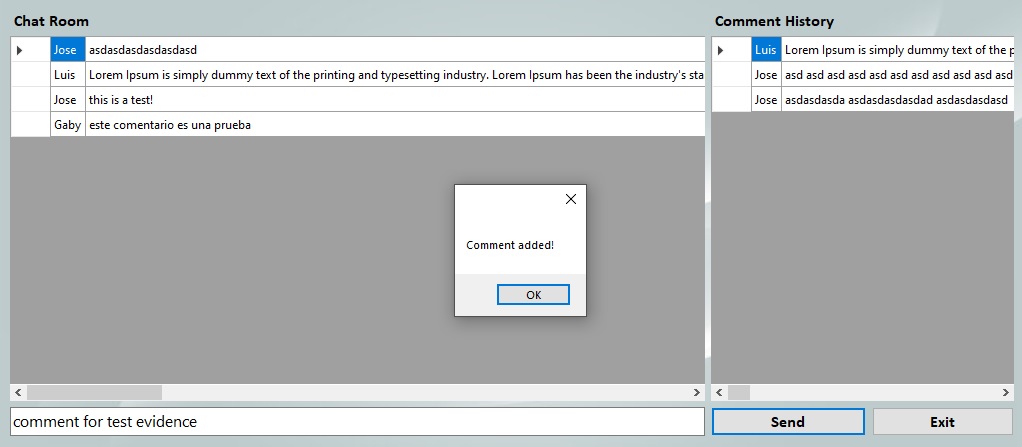 Chat Room
Jose asdasdasdasdasdasd
Luis Lorem Ipsum is simply dummy text of the printing and typesetting industry. Lorem Ipsum has been the industry's sta
Jose this is a test!
Gaby este comentario es una prueba
Comment History
Luis Lorem Ipsum is simply dummy text of the p
Jose asd asd asd asd asd asd asd asd asd asd asd
Jose asdasdasda asdasdasdasdad asdasdasdasd
Comment added!
OK
comment for test evidence
Send
Exit